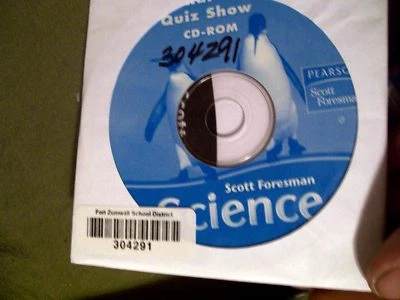 Quiz Show
CD-ROM
304291
PEARSON
Scott
Foresman
Scott Foresman
Science
Fort Zumwalt School District
304291